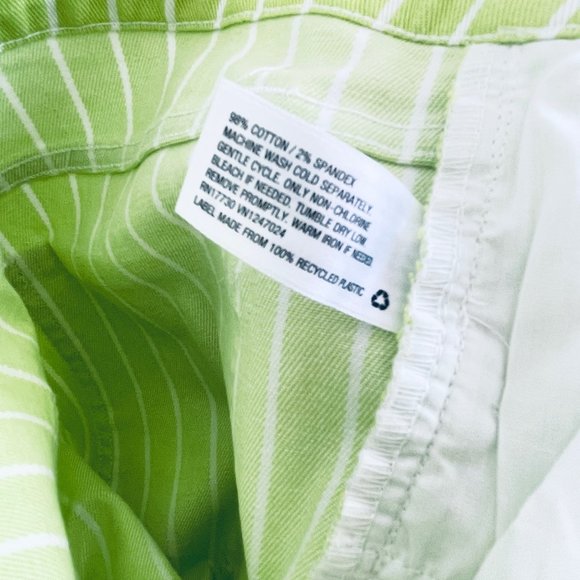 98% COTTON / 2% SPANDEX
MACHINE WASH COLD SEPARATELY.
GENTLE CYCLE. ONLY NON-CHLORINE
BLEACH IF NEEDED. TUMBLE DRY LOW.
REMOVE PROMPTLY. WARM IRON IF NEEDED.
RN17730 VN1247024
LABEL MADE FROM 100% RECYCLED PLASTIC